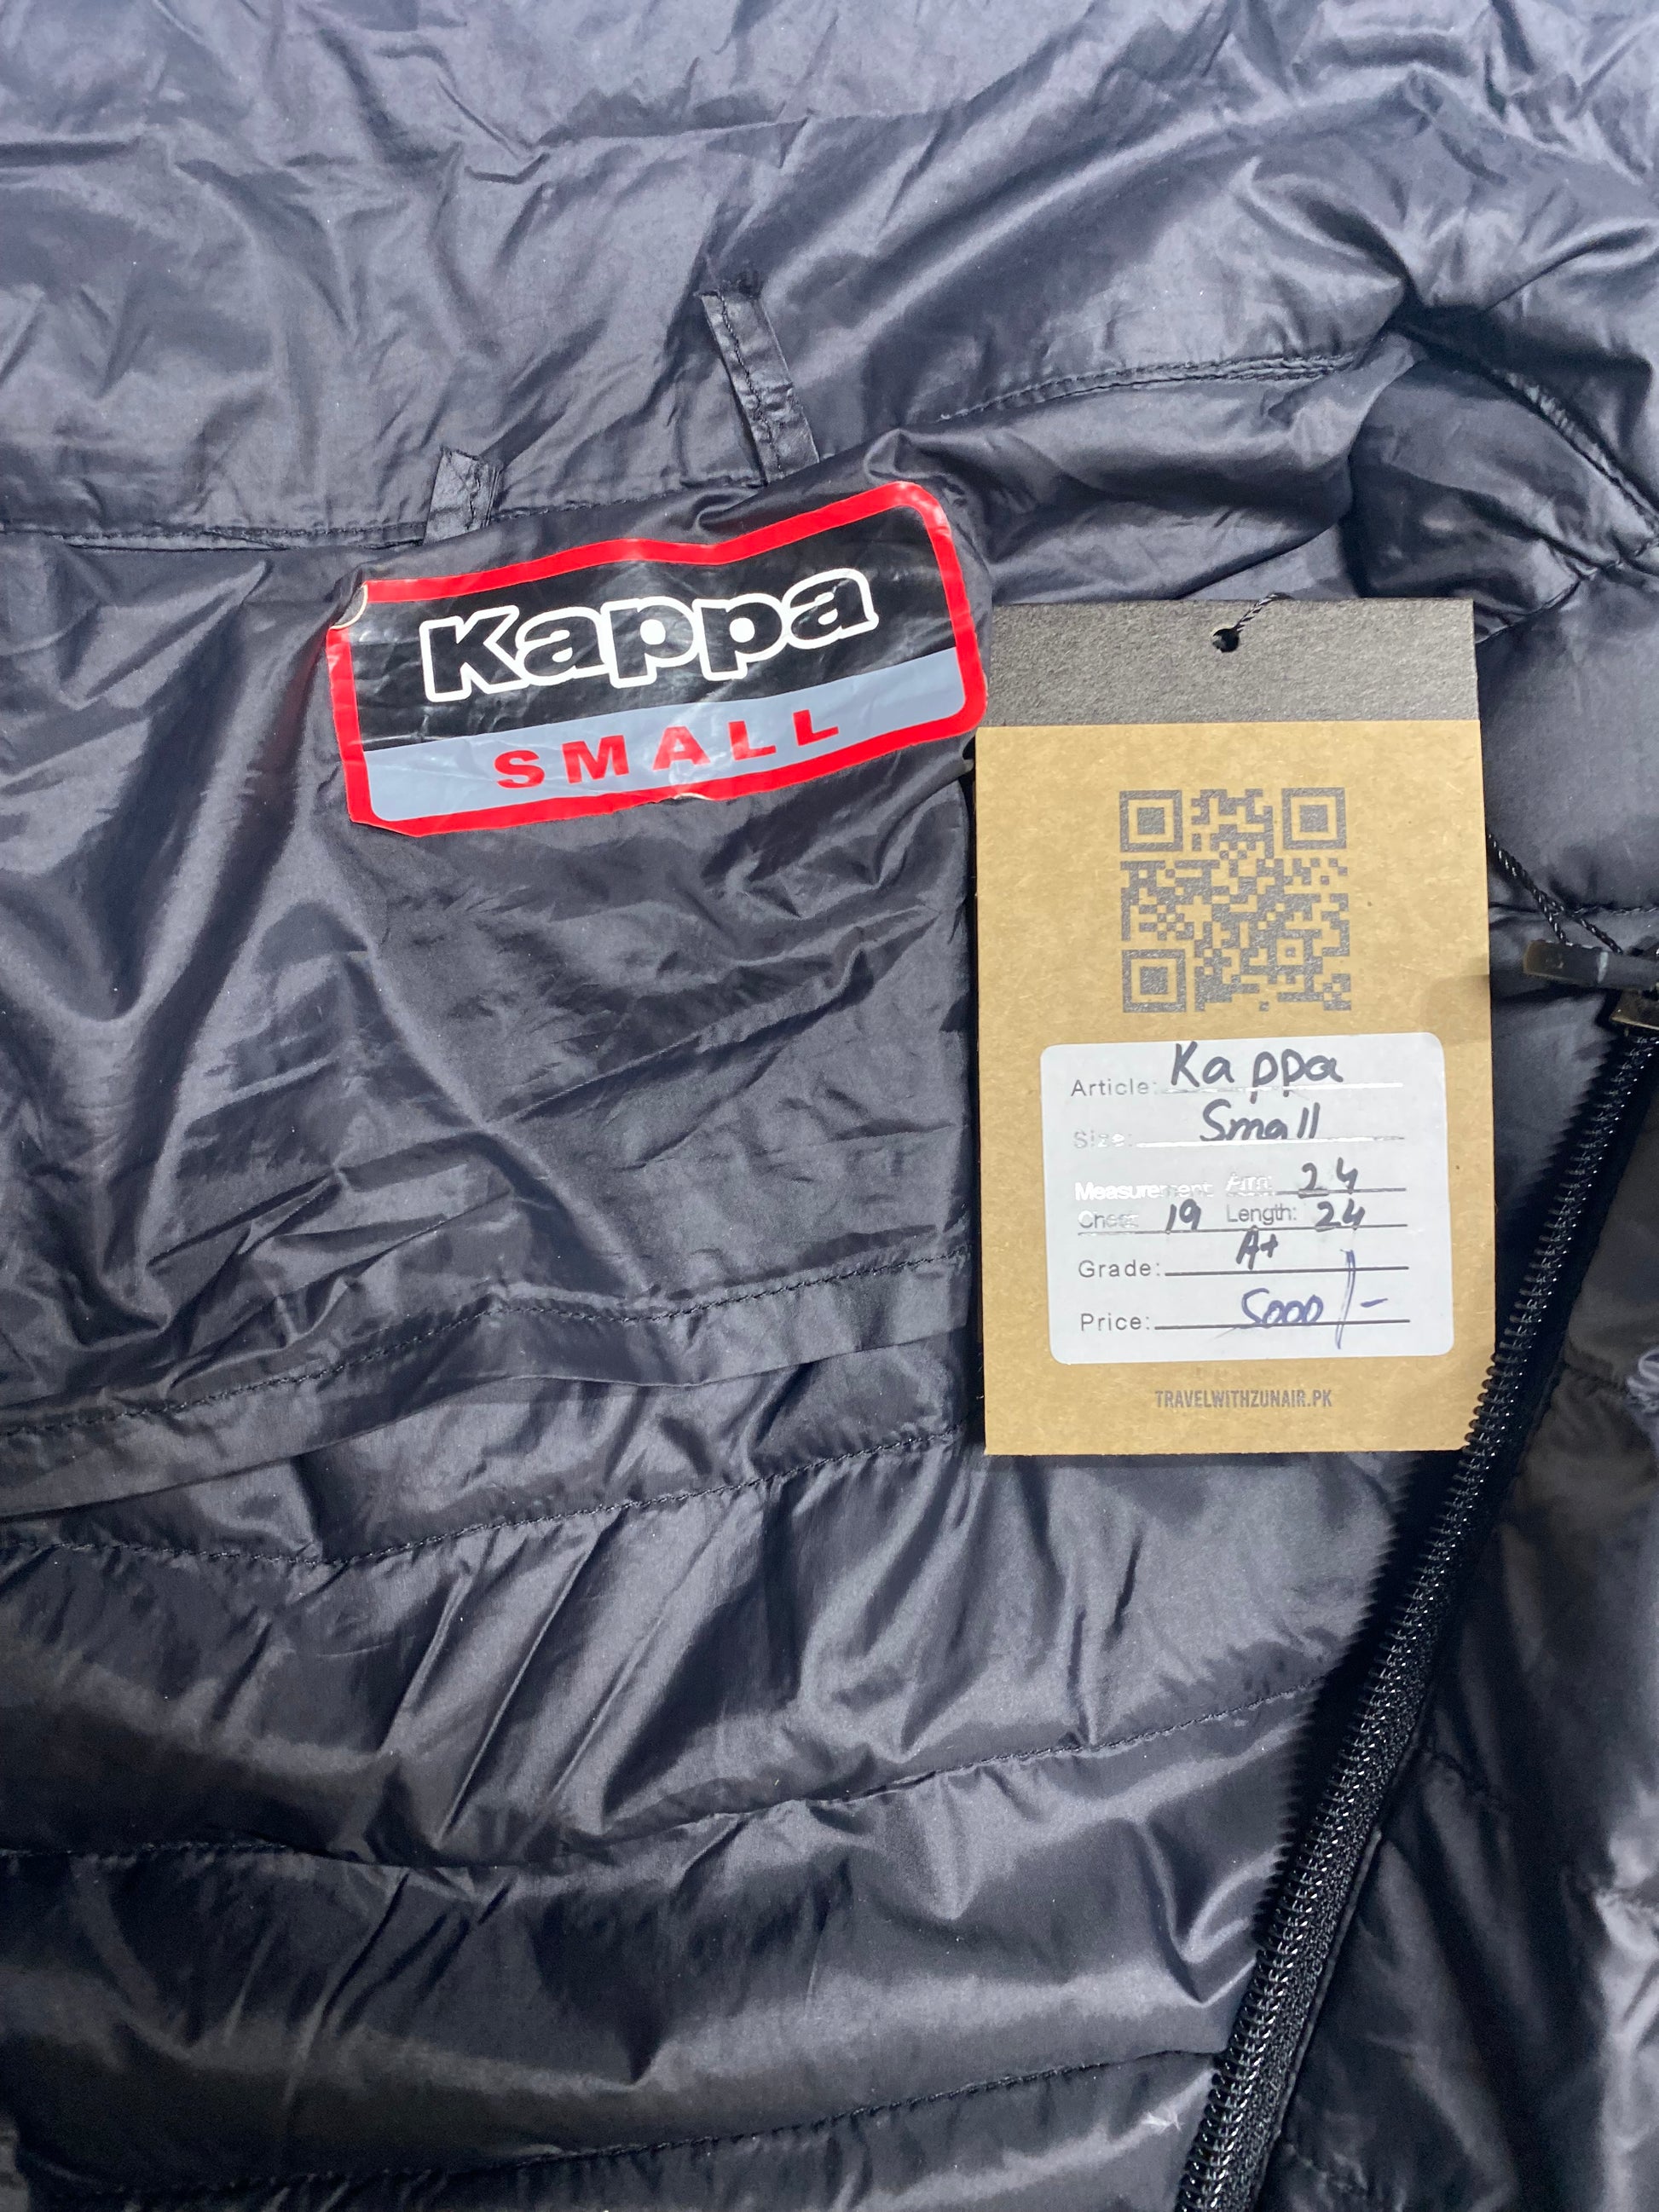 Kappa
SMALL
Article: Kappa
Size: Small
Measurement Arm: 24
Chest 19 Length: 24
Grade: A+
Price: 5000/-
TRAVELWITHZUNAIR.PK